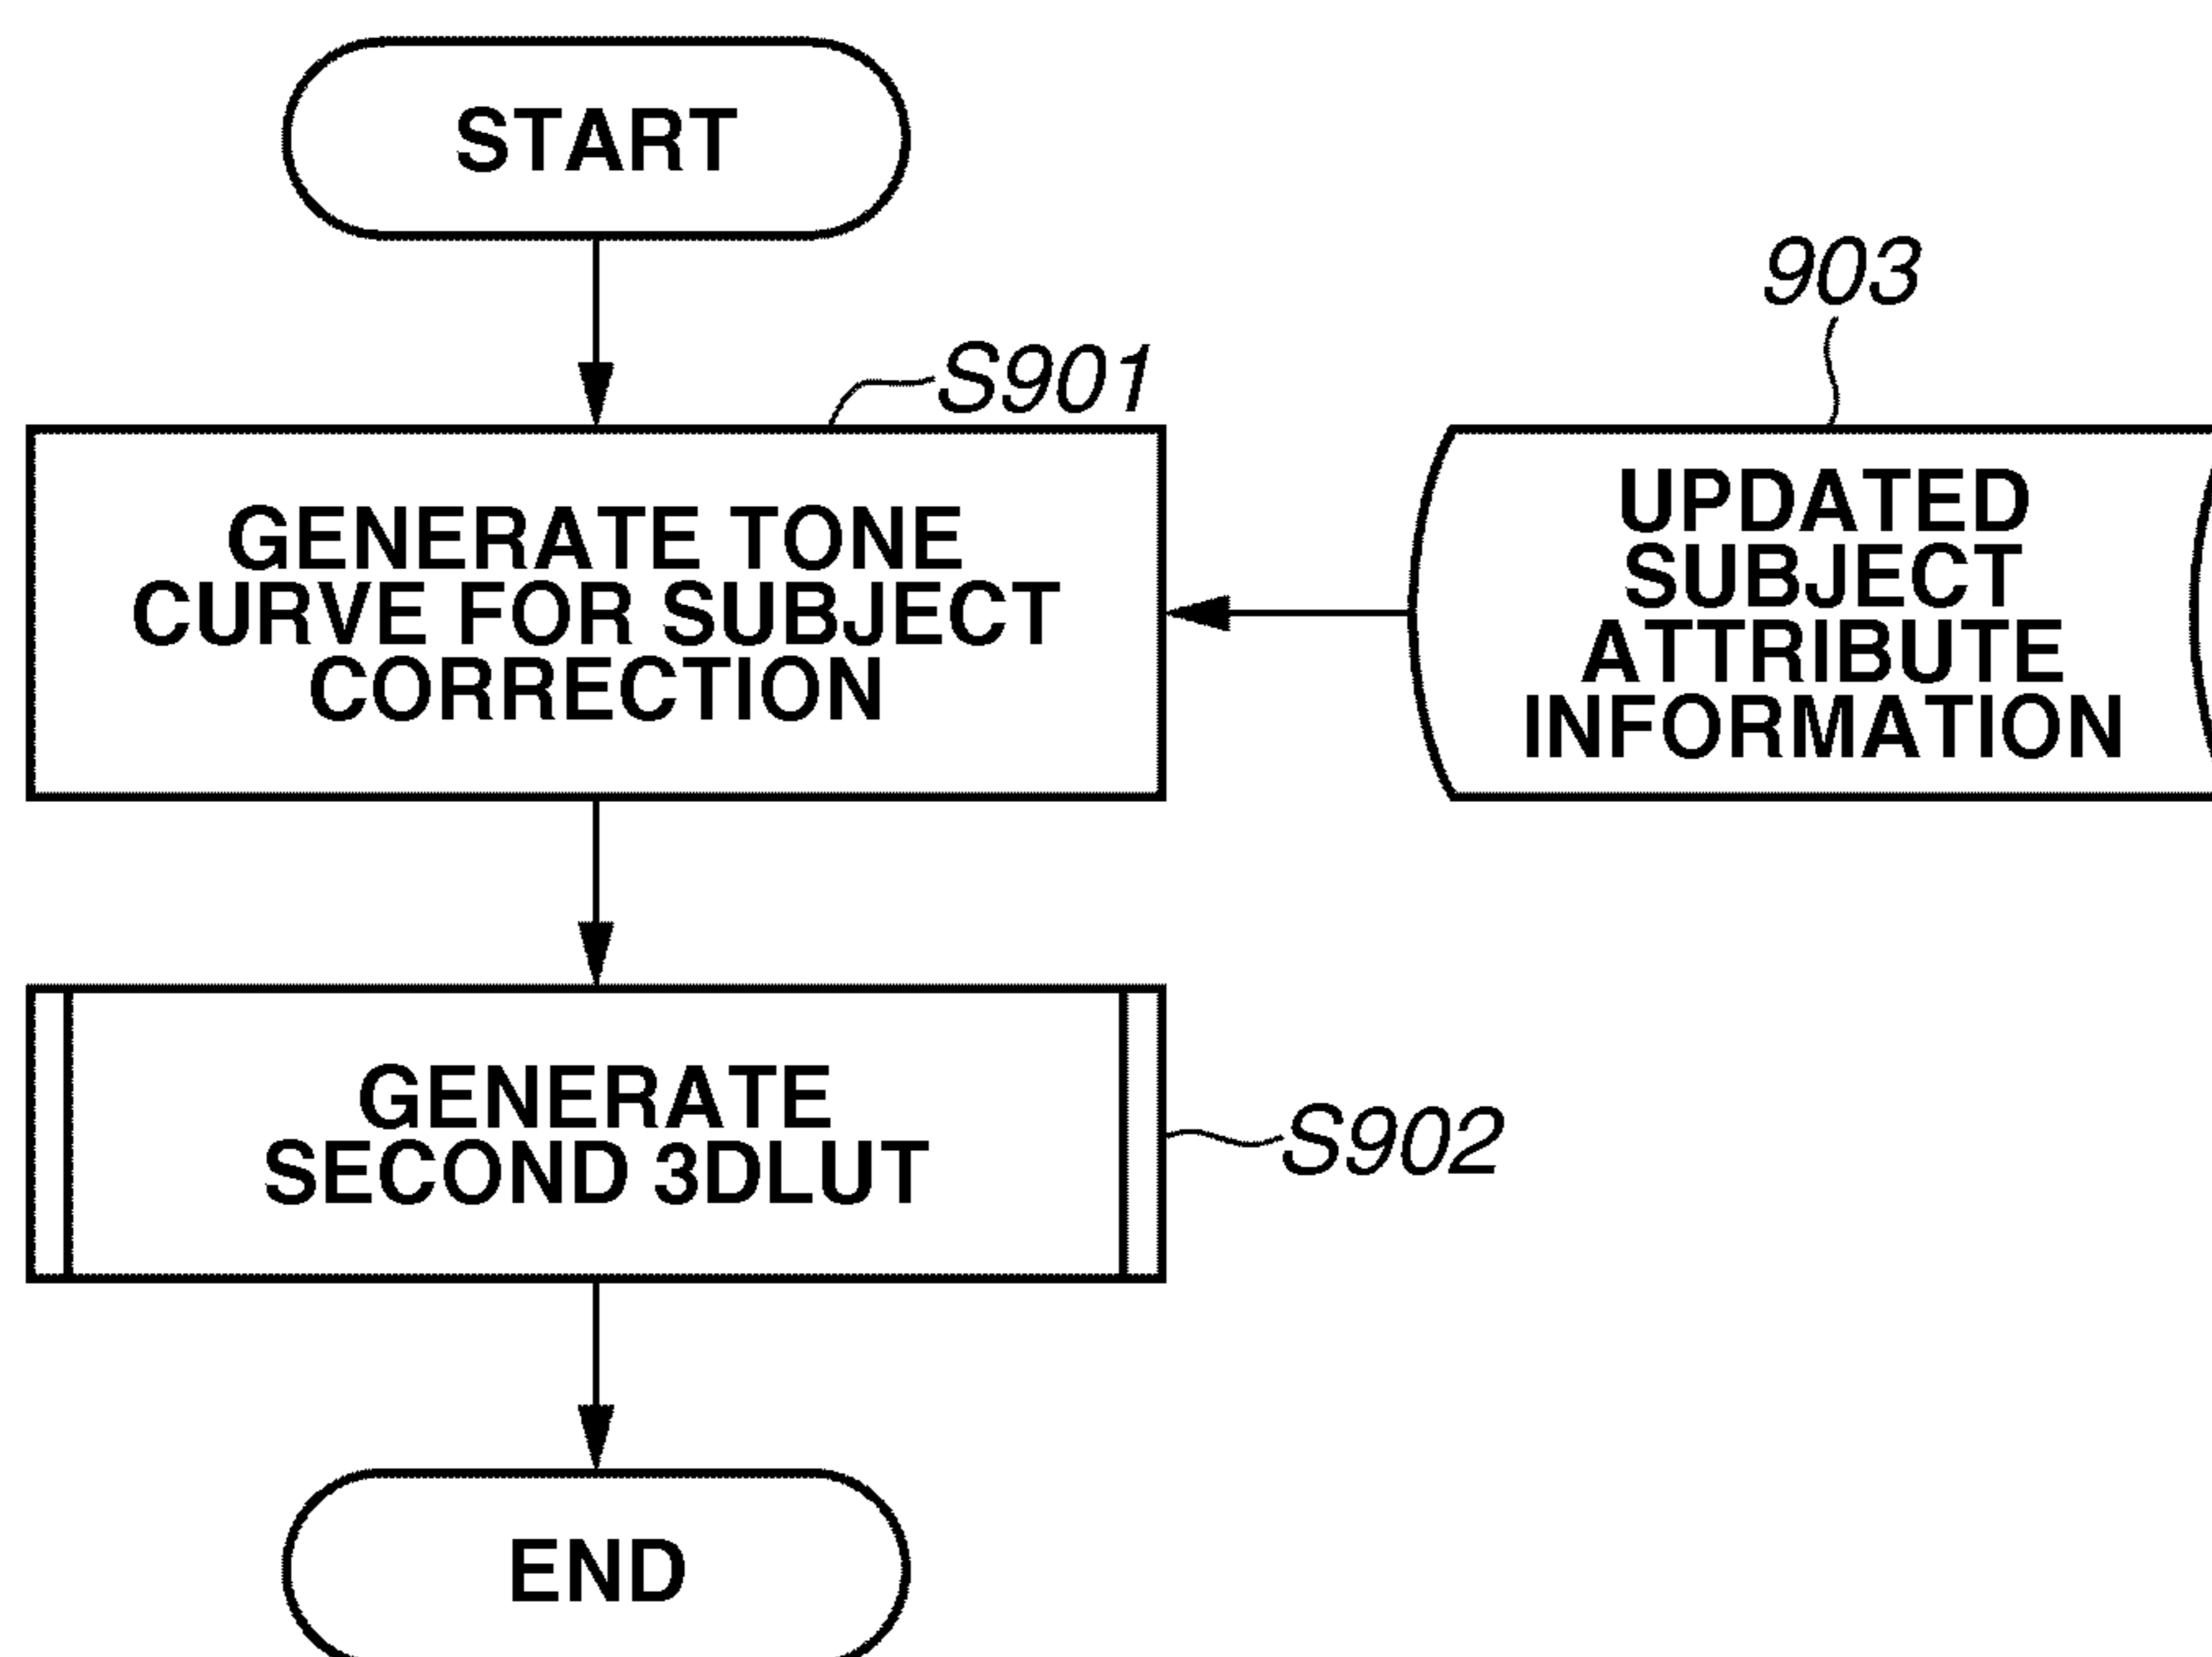 START
S901
GENERATE TONE
CURVE FOR SUBJECT
CORRECTION
903
UPDATED
SUBJECT
ATTRIBUTE
INFORMATION
GENERATE
SECOND 3DLUT
S902
END